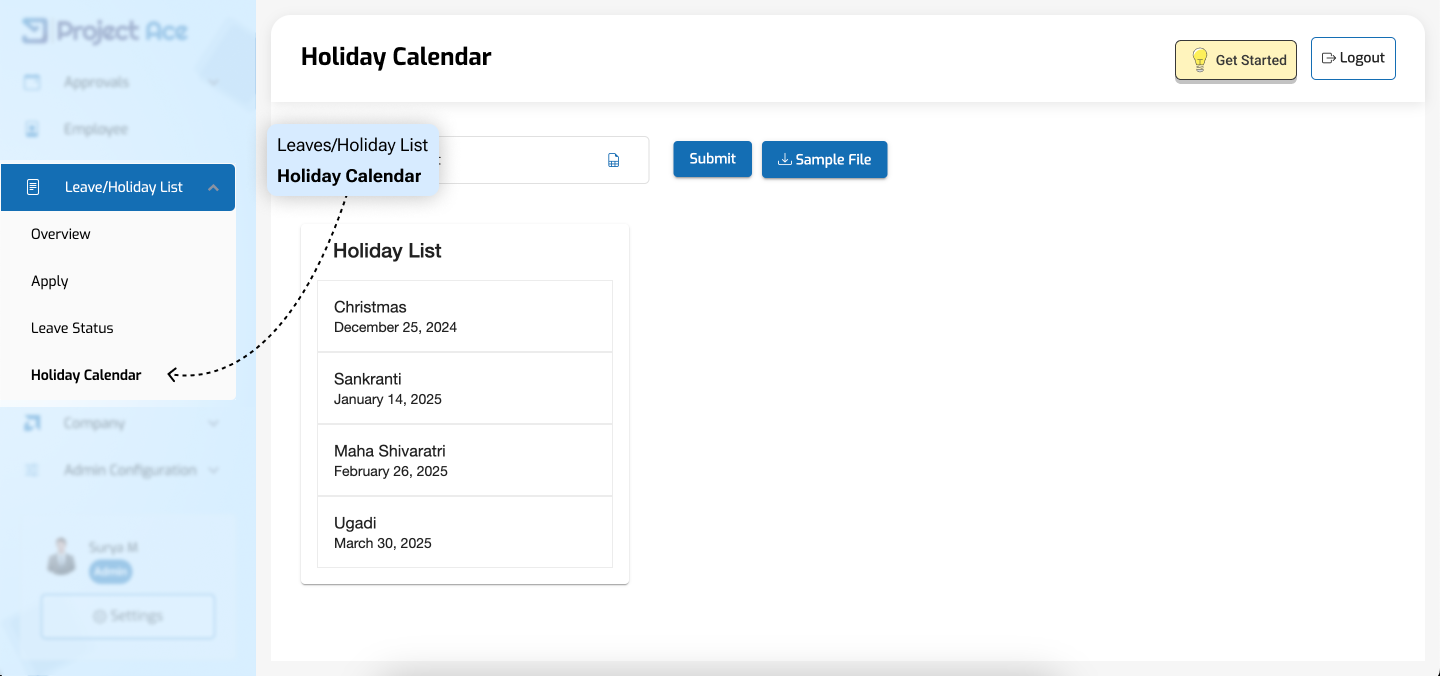 Project Ace
Approvals
Employee
Leave/Holiday List
Overview
Apply
Leave Status
Holiday Calendar
Company
Admin Configuration
Surya M
Admin
Settings
Holiday Calendar
Get Started
Logout
Leaves/Holiday List
Holiday Calendar
Submit
Sample File
Holiday List
Christmas
December 25, 2024
Sankranti
January 14, 2025
Maha Shivaratri
February 26, 2025
Ugadi
March 30, 2025